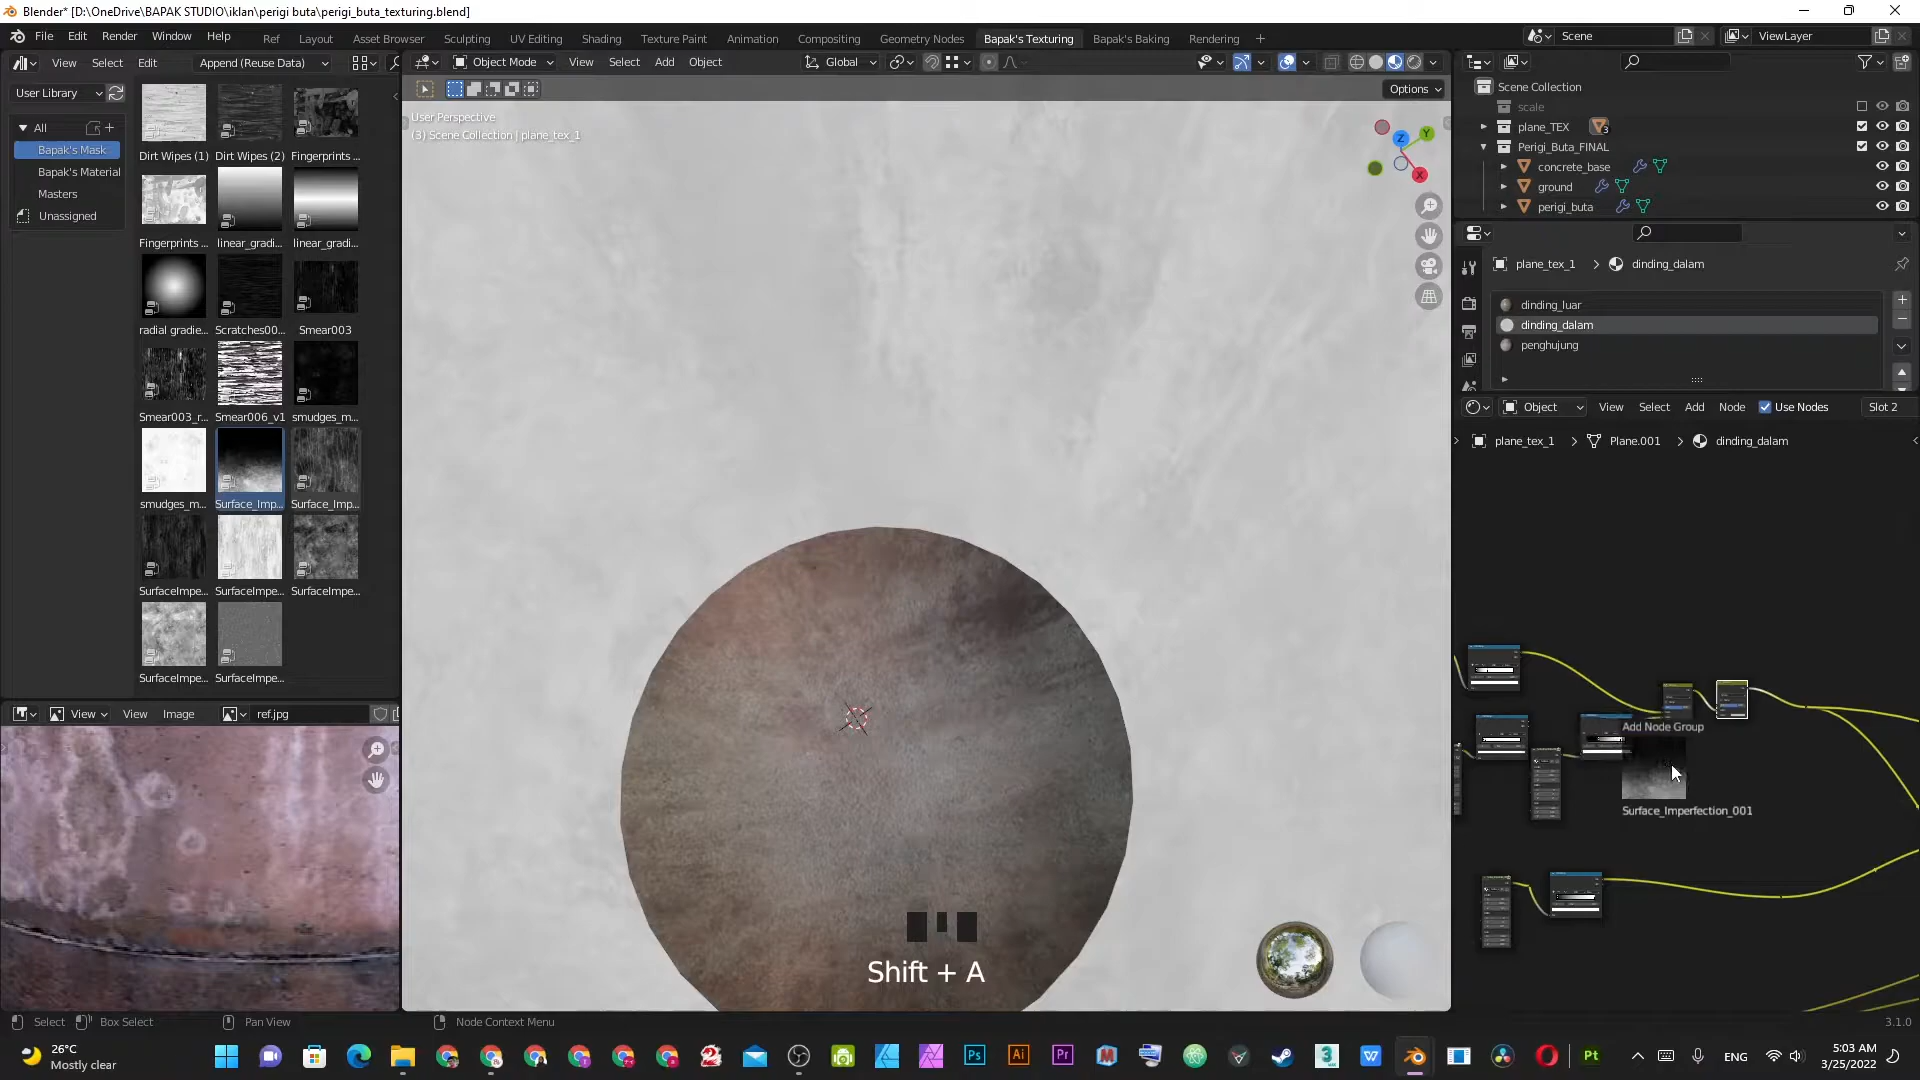 Blender* [D:\OneDrive\BAPAK STUDIO\iklan\perigi buta\perigi_buta_texturing.blend]
File Edit Render Window Help Ref Layout Asset Browser Sculpting UV Editing Shading Texture Paint Animation Compositing Geometry Nodes Bapak's Texturing Bapak's Baking Rendering Scene ViewLayer
View Select Edit Append (Reuse Data) Object Mode View Select Add Object Global
User Library
Options
Scene Collection
scale
plane_TEX
Perigi_Buta_FINAL
concrete_base
ground
perigi_buta
All
Bapak's Mask
Bapak's Material
Masters
Unassigned
Dirt Wipes (1) Dirt Wipes (2) Fingerprints ...
Fingerprints ... linear_gradi... linear_gradi...
radial gradie... Scratches00... Smear003
Smear003_r... Smear006_v1 smudges_m...
smudges_m... Surface_Imp... Surface_Imp...
SurfaceImpe... SurfaceImpe... SurfaceImpe...
SurfaceImpe... SurfaceImpe...
User Perspective
(3) Scene Collection | plane_tex_1
Z Y X
plane_tex_1 dinding_dalam
dinding_luar
dinding_dalam
penghujung
Object View Select Add Node Use Nodes Slot 2
plane_tex_1 Plane.001 dinding_dalam
Add Node Group
Surface_Imperfection_001
View View Image ref.jpg
Shift + A
Select Box Select Pan View Node Context Menu 3.1.0
26°C
Mostly clear
Ps Ai Pr 3 W Pt ENG
5:03 AM
3/25/2022